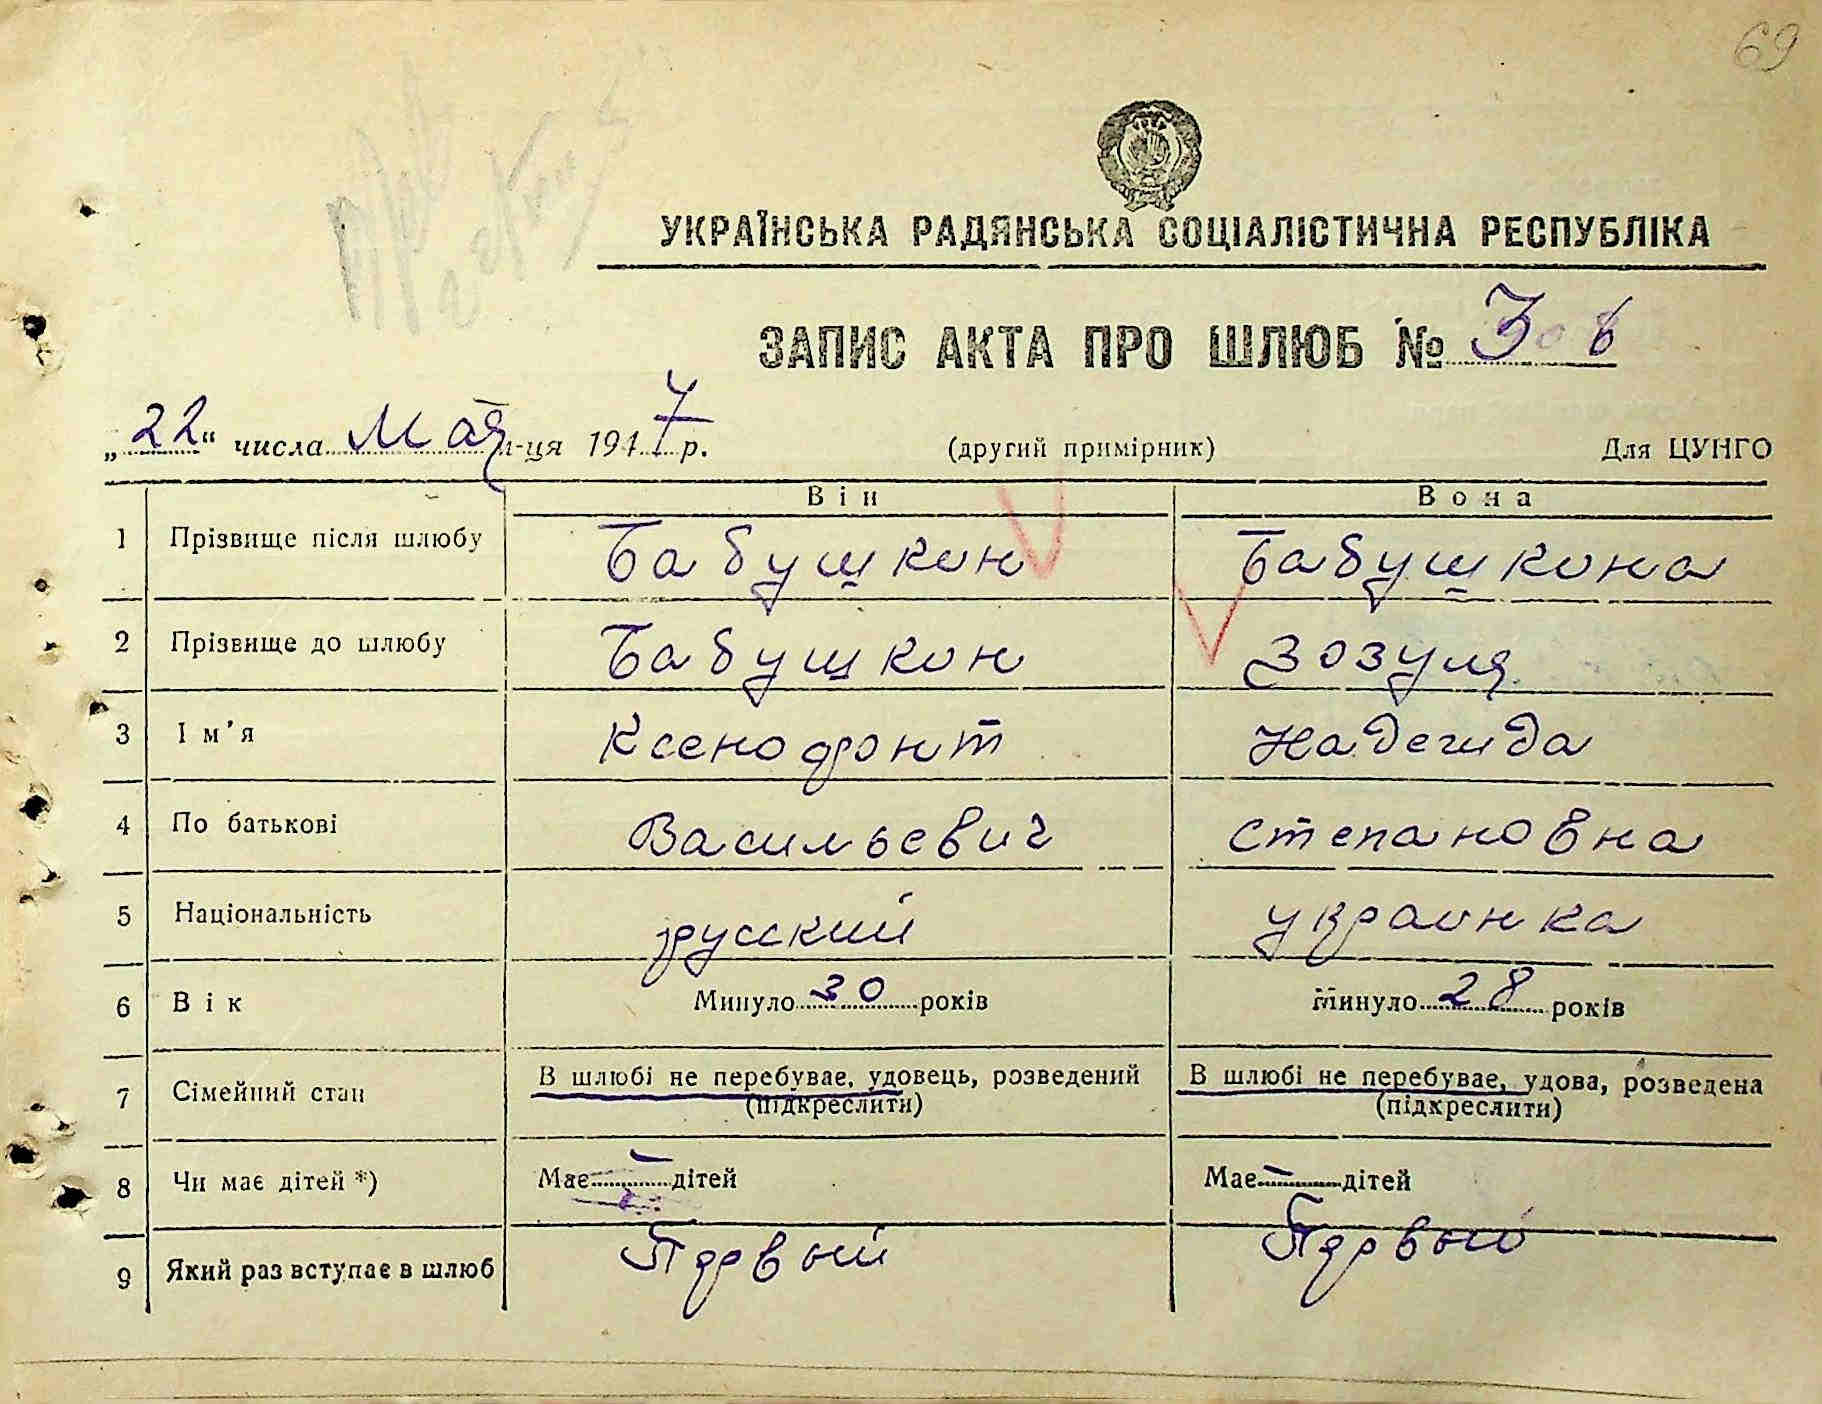 69
УКРАЇНСЬКА РАДЯНСЬКА СОЦІАЛІСТИЧНА РЕСПУБЛІКА
ЗАПИС АКТА ПРО ШЛЮБ № 306
„22“ числа Мая м-ця 1947 р. (другий примірник) Для ЦУНГО
Він Вона
1 Прізвище після шлюбу Бабушкин Бабушкина
2 Прізвище до шлюбу Бабушкин Зозуля
3 Ім'я Ксенофонт Надежда
4 По батькові Васильевич Степановна
5 Національність русский украинка
6 Вік Минуло 30 років Минуло 28 років
7 Сімейний стан В шлюбі не перебуває, удовець, розведений В шлюбі не перебуває, удова, розведена
(підкреслити) (підкреслити)
8 Чи має дітей *) Має – дітей Має – дітей
9 Який раз вступає в шлюб Первый Первый